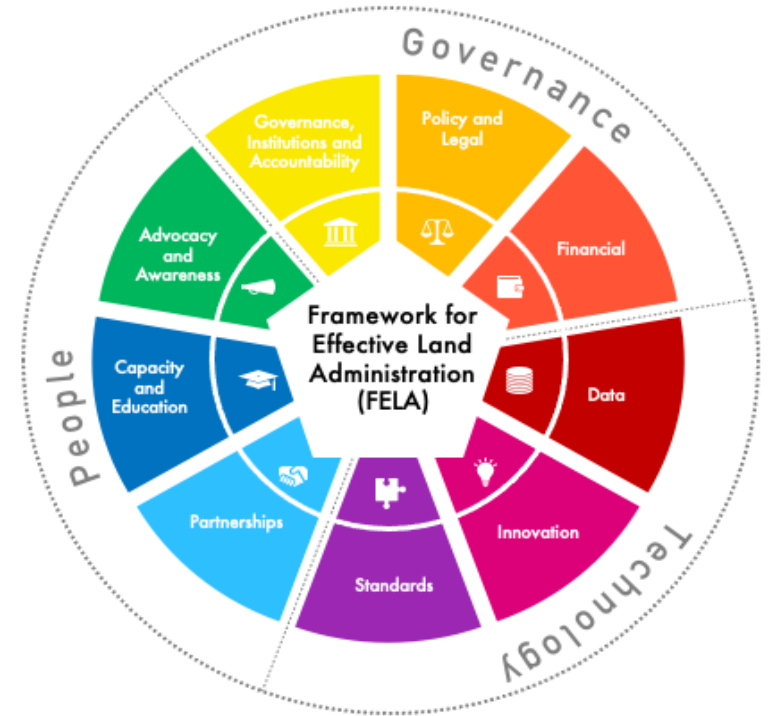 Governance
Governance,
Institutions and
Accountability
Policy and
Legal
Financial
Advocacy
and
Awareness
Framework for
Effective Land
Administration
(FELA)
People
Capacity
and
Education
Data
Partnerships
Innovation
Standards
Technology